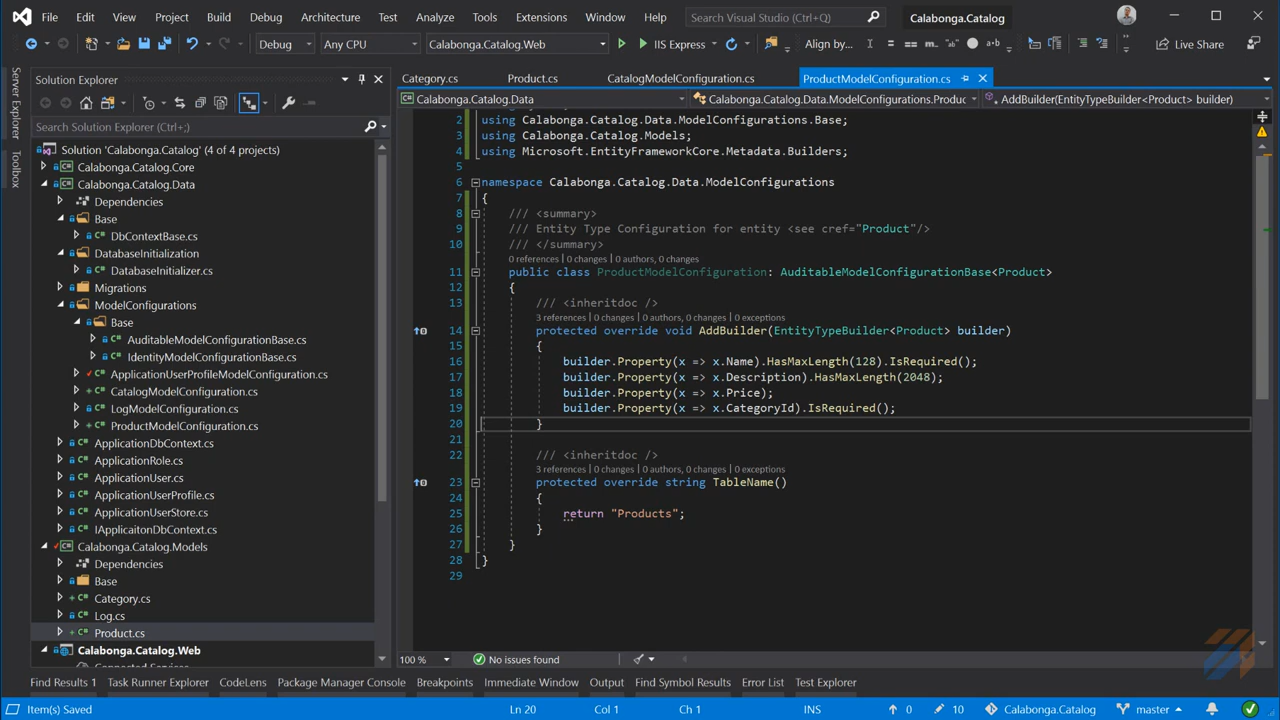 File Edit View Project Build Debug Architecture Test Analyze Tools Extensions Window Help Search Visual Studio (Ctrl+Q) Calabonga.Catalog
Debug Any CPU Calabonga.Catalog.Web IIS Express Align by... Live Share
Server Explorer
Toolbox
Solution Explorer
Search Solution Explorer (Ctrl+;)
Solution 'Calabonga.Catalog' (4 of 4 projects)
Calabonga.Catalog.Core
Calabonga.Catalog.Data
Dependencies
Base
DbContextBase.cs
DatabaseInitialization
DatabaseInitializer.cs
Migrations
ModelConfigurations
Base
AuditableModelConfigurationBase.cs
IdentityModelConfigurationBase.cs
ApplicationUserProfileModelConfiguration.cs
CatalogModelConfiguration.cs
LogModelConfiguration.cs
ProductModelConfiguration.cs
ApplicationDbContext.cs
ApplicationRole.cs
ApplicationUser.cs
ApplicationUserProfile.cs
ApplicationUserStore.cs
IApplicaitonDbContext.cs
Calabonga.Catalog.Models
Dependencies
Base
Category.cs
Log.cs
Product.cs
Calabonga.Catalog.Web
Category.cs Product.cs CatalogModelConfiguration.cs ProductModelConfiguration.cs
Calabonga.Catalog.Data Calabonga.Catalog.Data.ModelConfigurations.Produc AddBuilder(EntityTypeBuilder<Product> builder)
2 using Calabonga.Catalog.Data.ModelConfigurations.Base;
3 using Calabonga.Catalog.Models;
4 using Microsoft.EntityFrameworkCore.Metadata.Builders;
5
6 namespace Calabonga.Catalog.Data.ModelConfigurations
7 {
8 /// <summary>
9 /// Entity Type Configuration for entity <see cref="Product"/>
10 /// </summary>
0 references | 0 changes | 0 authors, 0 changes
11 public class ProductModelConfiguration: AuditableModelConfigurationBase<Product>
12 {
13 /// <inheritdoc />
3 references | 0 changes | 0 authors, 0 changes | 0 exceptions
14 protected override void AddBuilder(EntityTypeBuilder<Product> builder)
15 {
16 builder.Property(x => x.Name).HasMaxLength(128).IsRequired();
17 builder.Property(x => x.Description).HasMaxLength(2048);
18 builder.Property(x => x.Price);
19 builder.Property(x => x.CategoryId).IsRequired();
20 }
21
22 /// <inheritdoc />
3 references | 0 changes | 0 authors, 0 changes | 0 exceptions
23 protected override string TableName()
24 {
25 return "Products";
26 }
27 }
28 }
29
100 % No issues found
Find Results 1 Task Runner Explorer CodeLens Package Manager Console Breakpoints Immediate Window Output Find Symbol Results Error List Test Explorer
Item(s) Saved Ln 20 Col 1 Ch 1 INS 0 10 Calabonga.Catalog master